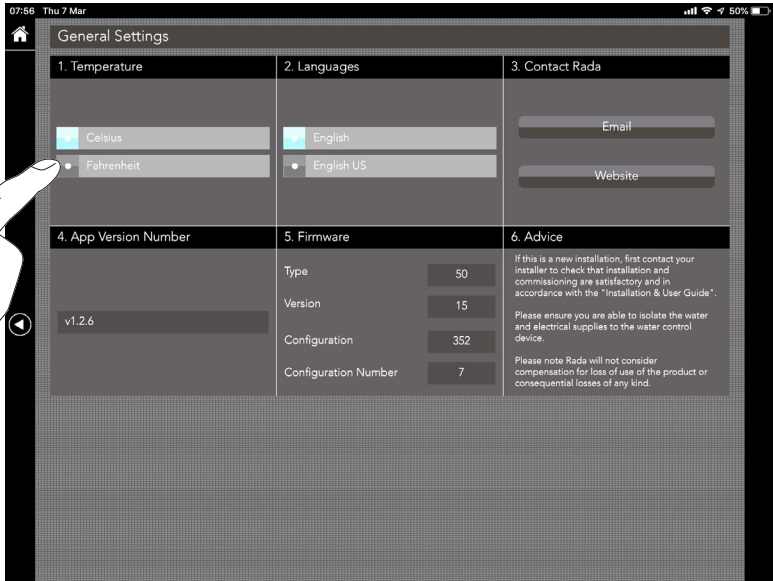 07:56 Thu 7 Mar
50%
General Settings
1. Temperature
Celsius
Fahrenheit
2. Languages
English
English US
3. Contact Rada
Email
Website
4. App Version Number
v1.2.6
5. Firmware
Type 50
Version 15
Configuration 352
Configuration Number 7
6. Advice
If this is a new installation, first contact your
installer to check that installation and
commissioning are satisfactory and in
accordance with the "Installation & User Guide".
Please ensure you are able to isolate the water
and electrical supplies to the water control
device.
Please note Rada will not consider
compensation for loss of use of the product or
consequential losses of any kind.